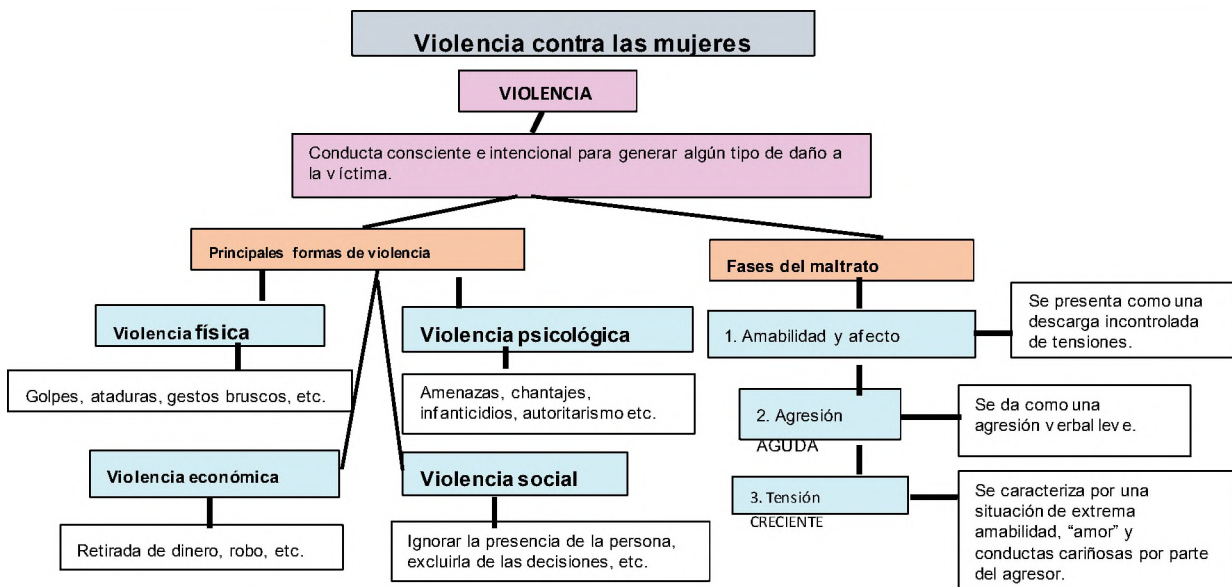 Violencia contra las mujeres
VIOLENCIA
Conducta consciente e intencional para generar algún tipo de daño a
la víctima.
Principales formas de violencia
Violencia física
Golpes, ataduras, gestos bruscos, etc.
Violencia psicológica
Amenazas, chantajes,
infanticidios, autoritarismo etc.
Violencia económica
Retirada de dinero, robo, etc.
Violencia social
Ignorar la presencia de la persona,
excluirla de las decisiones, etc.
Fases del maltrato
1. Amabilidad y afecto
Se presenta como una
descarga incontrolada
de tensiones.
2. Agresión
AGUDA
Se da como una
agresión verbal leve.
3. Tensión
CRECIENTE
Se caracteriza por una
situación de extrema
amabilidad, “amor” y
conductas cariñosas por parte
del agresor.